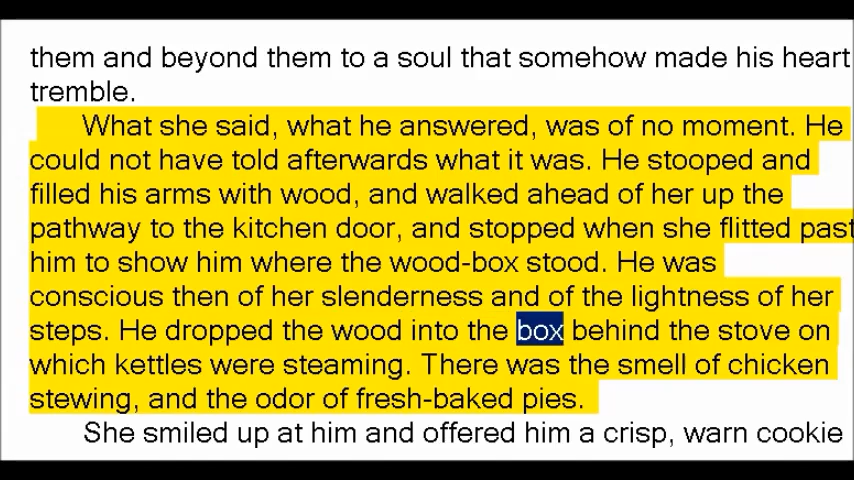 them and beyond them to a soul that somehow made his heart
tremble.
What she said, what he answered, was of no moment. He
could not have told afterwards what it was. He stooped and
filled his arms with wood, and walked ahead of her up the
pathway to the kitchen door, and stopped when she flitted past
him to show him where the wood-box stood. He was
conscious then of her slenderness and of the lightness of her
steps. He dropped the wood into the box behind the stove on
which kettles were steaming. There was the smell of chicken
stewing, and the odor of fresh-baked pies.
She smiled up at him and offered him a crisp, warn cookie